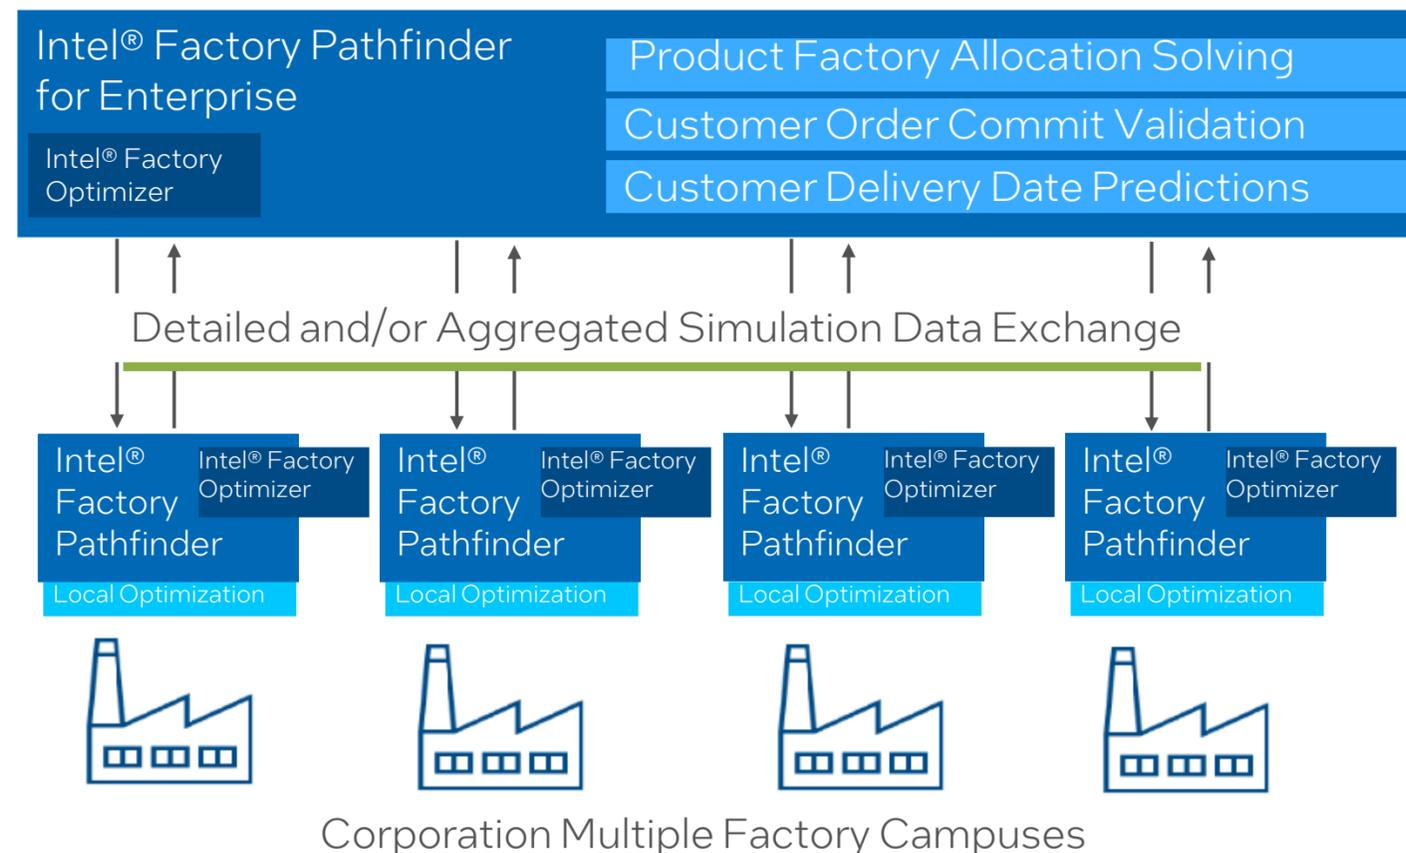 Intel® Factory Pathfinder
for Enterprise
Intel® Factory
Optimizer
Product Factory Allocation Solving
Customer Order Commit Validation
Customer Delivery Date Predictions
Detailed and/or Aggregated Simulation Data Exchange
Intel®
Factory
Pathfinder
Intel® Factory
Optimizer
Local Optimization
Intel®
Factory
Pathfinder
Intel® Factory
Optimizer
Local Optimization
Intel®
Factory
Pathfinder
Intel® Factory
Optimizer
Local Optimization
Intel®
Factory
Pathfinder
Intel® Factory
Optimizer
Local Optimization
Corporation Multiple Factory Campuses